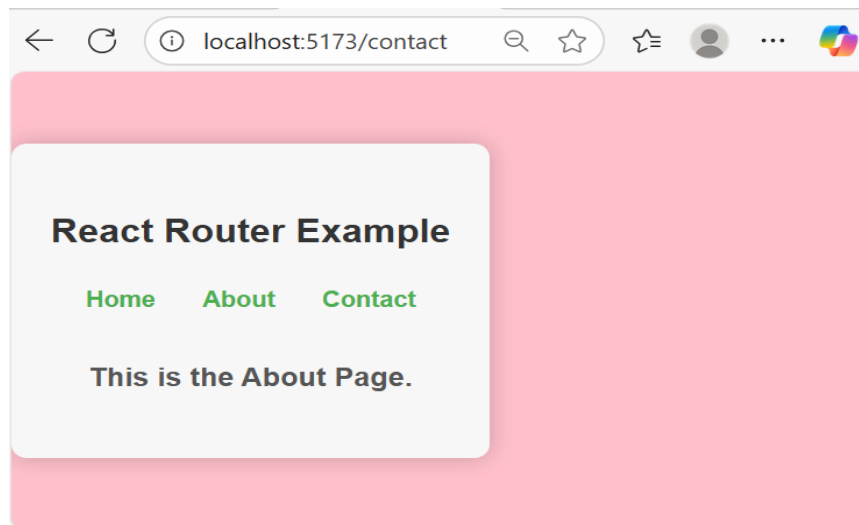 localhost:5173/contact
React Router Example
Home About Contact
This is the About Page.